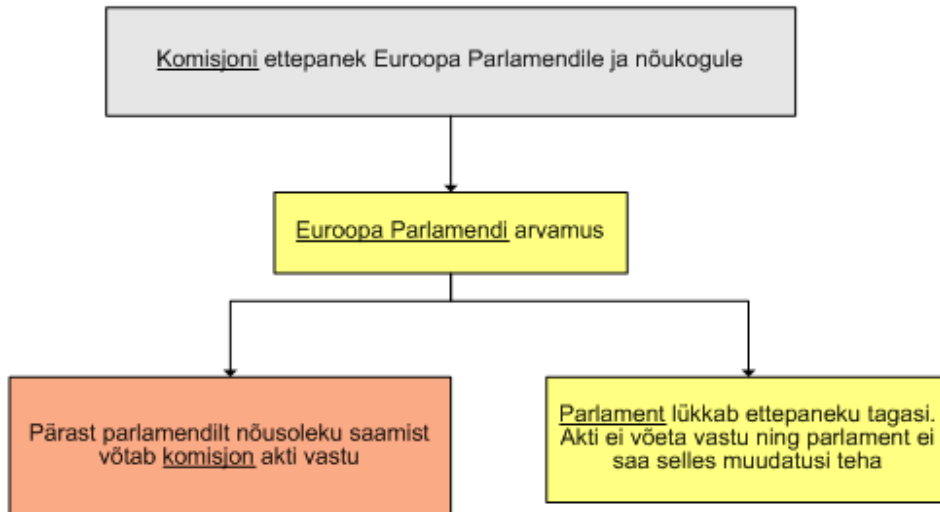 Komisjoni ettepanek Euroopa Parlamendile ja nõukogule
Euroopa Parlamendi arvamus
Pärast parlamendilt nõusoleku saamist
võtab komisjon akti vastu
Parlament lükkab ettepaneku tagasi.
Akti ei võeta vastu ning parlament ei
saa selles muudatusi teha